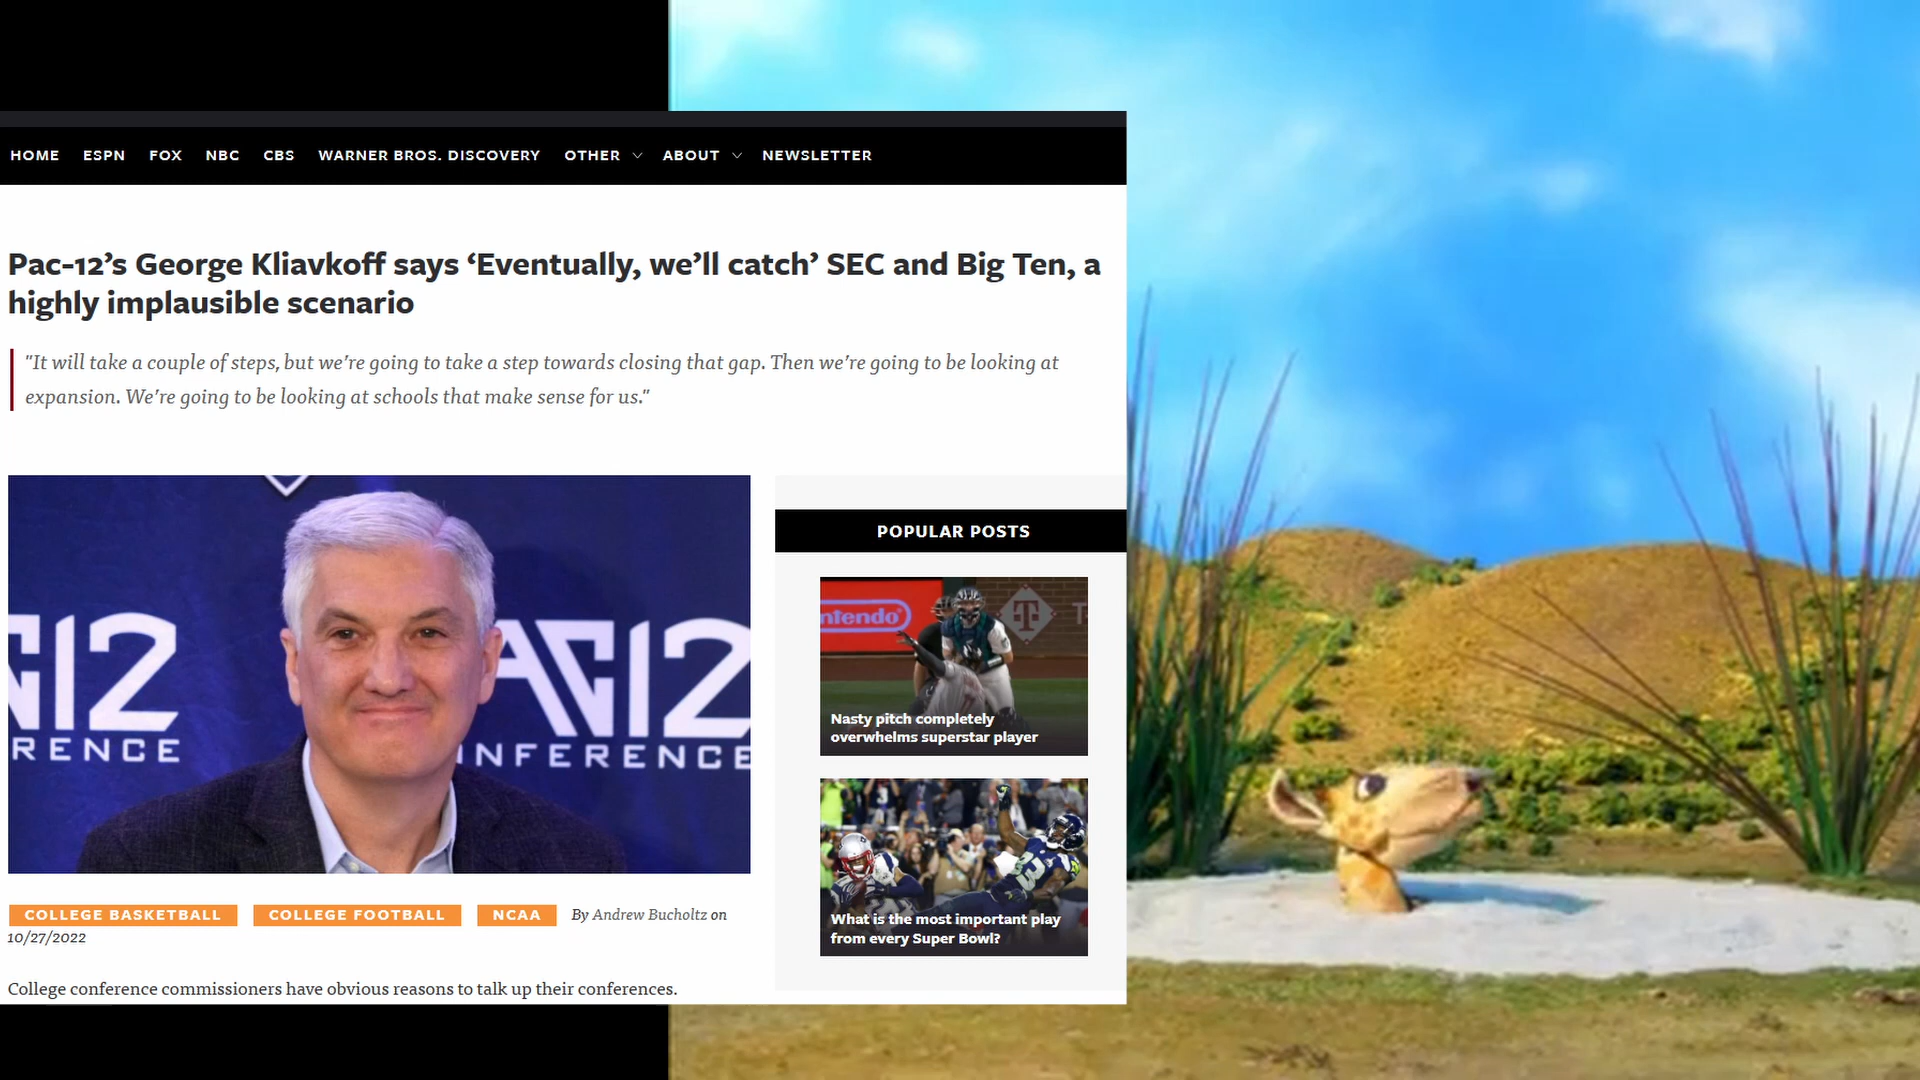 HOME ESPN FOX NBC CBS WARNER BROS. DISCOVERY OTHER ABOUT NEWSLETTER
Pac-12’s George Kliavkoff says ‘Eventually, we’ll catch’ SEC and Big Ten, a
highly implausible scenario
"It will take a couple of steps, but we’re going to take a step towards closing that gap. Then we’re going to be looking at
expansion. We’re going to be looking at schools that make sense for us."
12
RENCE
PAC12
ONFERENCE
POPULAR POSTS
ntendo
T
Nasty pitch completely
overwhelms superstar player
33
What is the most important play
from every Super Bowl?
COLLEGE BASKETBALL COLLEGE FOOTBALL NCAA By Andrew Bucholtz on
10/27/2022
College conference commissioners have obvious reasons to talk up their conferences.